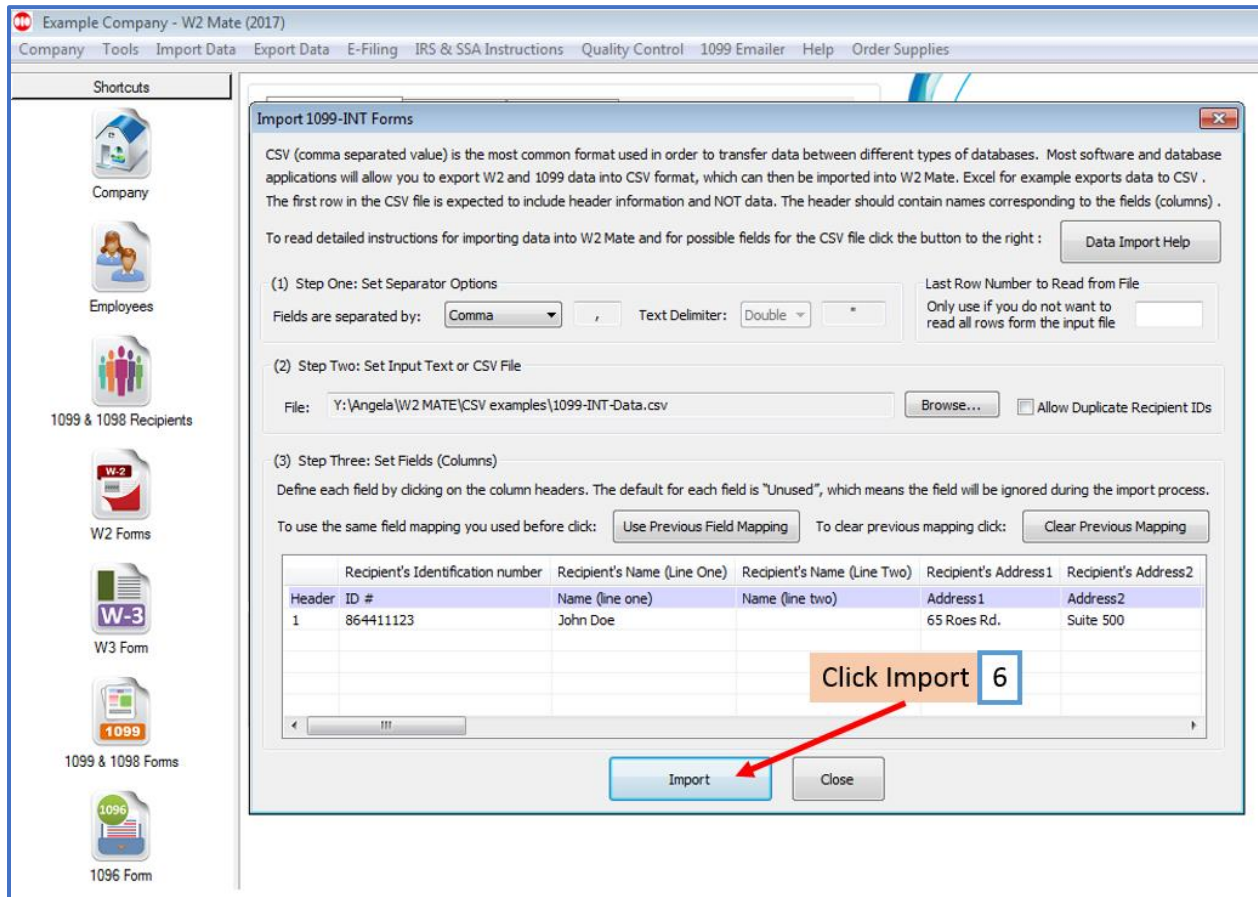 Example Company - W2 Mate (2017)
Company Tools Import Data Export Data E-Filing IRS & SSA Instructions Quality Control 1099 Emailer Help Order Supplies
Shortcuts
Company
Employees
1099 & 1098 Recipients
W-2
W2 Forms
W-3
W3 Form
1099
1099 & 1098 Forms
1096
1096 Form
Import 1099-INT Forms
CSV (comma separated value) is the most common format used in order to transfer data between different types of databases. Most software and database
applications will allow you to export W2 and 1099 data into CSV format, which can then be imported into W2 Mate. Excel for example exports data to CSV .
The first row in the CSV file is expected to include header information and NOT data. The header should contain names corresponding to the fields (columns) .
To read detailed instructions for importing data into W2 Mate and for possible fields for the CSV file click the button to the right : Data Import Help
(1) Step One: Set Separator Options
Fields are separated by: Comma , Text Delimiter: Double "
Last Row Number to Read from File
Only use if you do not want to
read all rows form the input file
(2) Step Two: Set Input Text or CSV File
File: Y:\Angela\W2 MATE\CSV examples\1099-INT-Data.csv Browse... Allow Duplicate Recipient IDs
(3) Step Three: Set Fields (Columns)
Define each field by clicking on the column headers. The default for each field is "Unused", which means the field will be ignored during the import process.
To use the same field mapping you used before click: Use Previous Field Mapping To clear previous mapping click: Clear Previous Mapping
Recipient's Identification number Recipient's Name (Line One) Recipient's Name (Line Two) Recipient's Address1 Recipient's Address2
Header ID # Name (line one) Name (line two) Address1 Address2
1 864411123 John Doe 65 Roes Rd. Suite 500
Click Import 6
Import Close